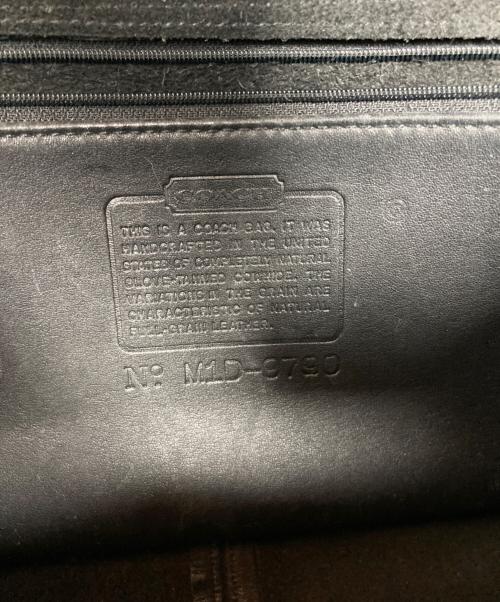 COACH
THIS IS A COACH BAG. IT WAS
HANDCRAFTED IN THE UNITED
STATES OF COMPLETELY NATURAL
GLOVE-TANNED COWHIDE. THE
VARIATIONS IN THE GRAIN ARE
CHARACTERISTIC OF NATURAL
FULL-GRAIN LEATHER.
No M1D-9790